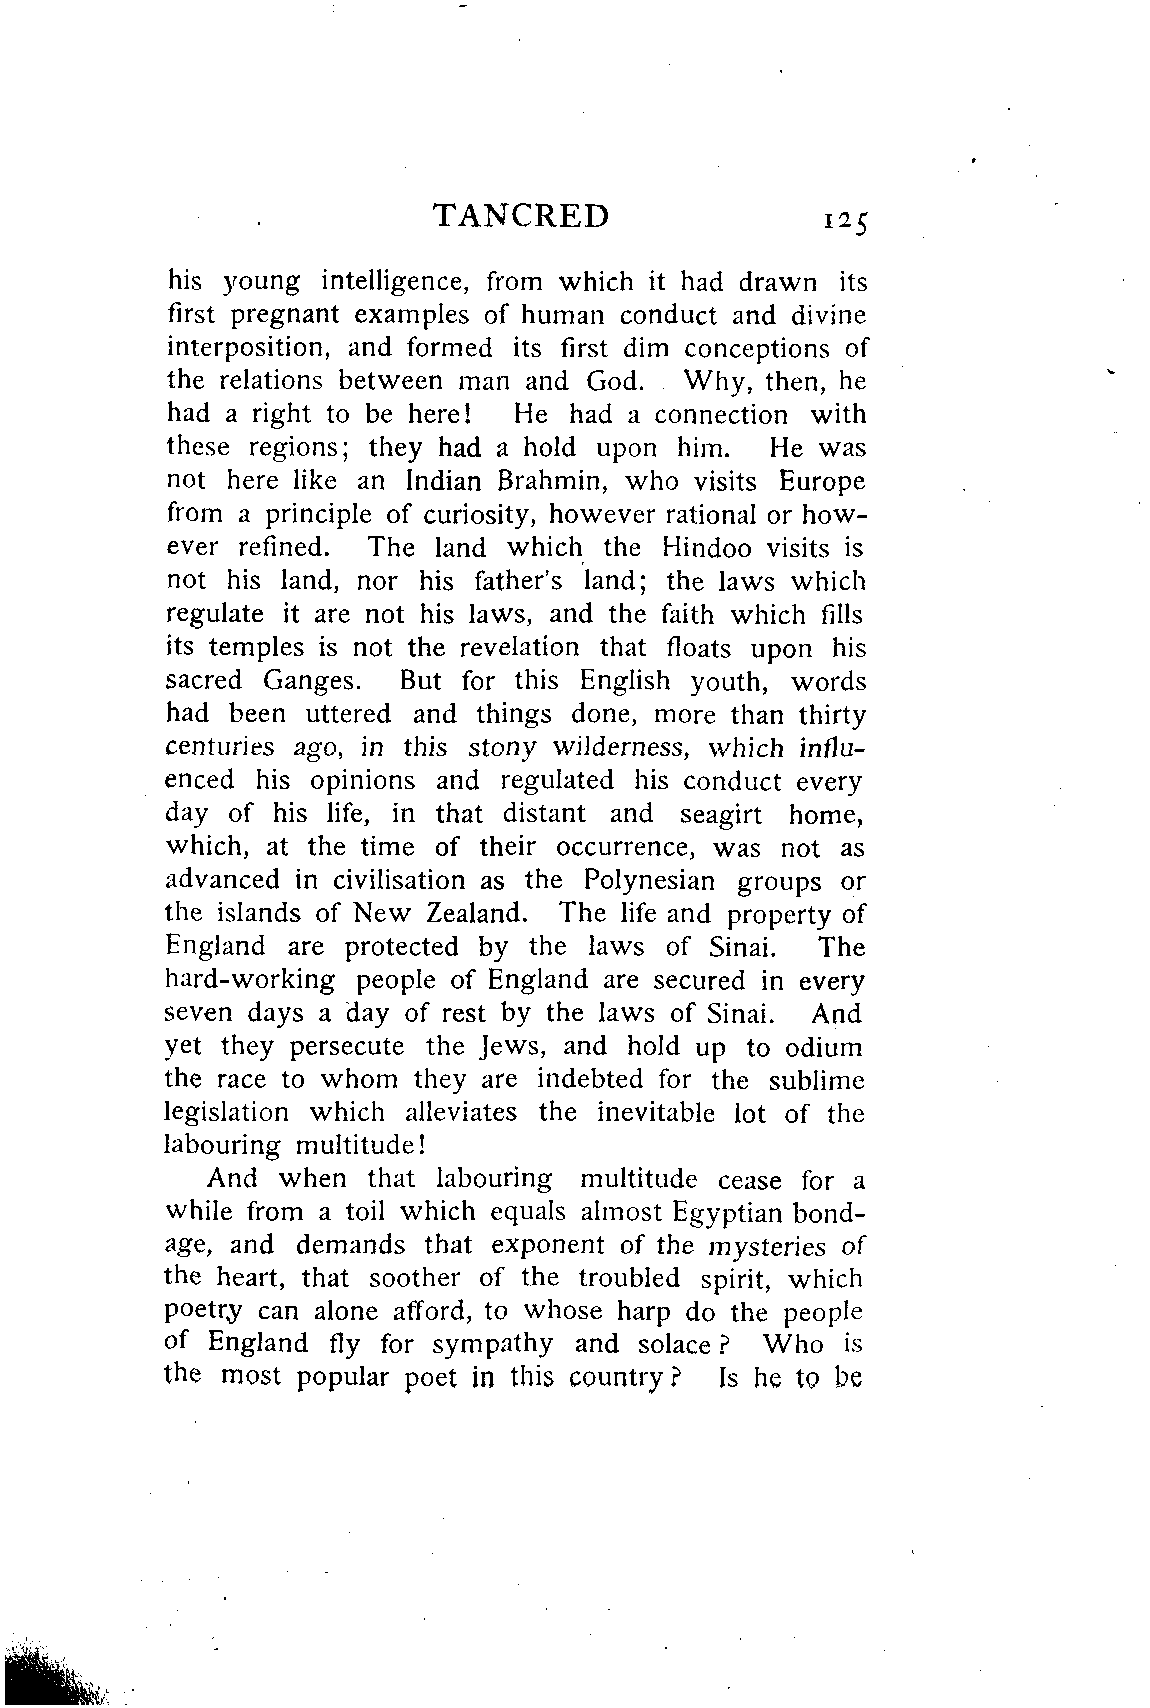 TANCRED 125
his young intelligence, from which it had drawn its
first pregnant examples of human conduct and divine
interposition, and formed its first dim conceptions of
the relations between man and God. Why, then, he
had a right to be here! He had a connection with
these regions; they had a hold upon him. He was
not here like an Indian Brahmin, who visits Europe
from a principle of curiosity, however rational or how-
ever refined. The land which the Hindoo visits is
not his land, nor his father's land; the laws which
regulate it are not his laws, and the faith which fills
its temples is not the revelation that floats upon his
sacred Ganges. But for this English youth, words
had been uttered and things done, more than thirty
centuries ago, in this stony wilderness, which influ-
enced his opinions and regulated his conduct every
day of his life, in that distant and seagirt home,
which, at the time of their occurrence, was not as
advanced in civilisation as the Polynesian groups or
the islands of New Zealand. The life and property of
England are protected by the laws of Sinai. The
hard-working people of England are secured in every
seven days a day of rest by the laws of Sinai. And
yet they persecute the Jews, and hold up to odium
the race to whom they are indebted for the sublime
legislation which alleviates the inevitable lot of the
labouring multitude!
And when that labouring multitude cease for a
while from a toil which equals almost Egyptian bond-
age, and demands that exponent of the mysteries of
the heart, that soother of the troubled spirit, which
poetry can alone afford, to whose harp do the people
of England fly for sympathy and solace? Who is
the most popular poet in this country? Is he to be